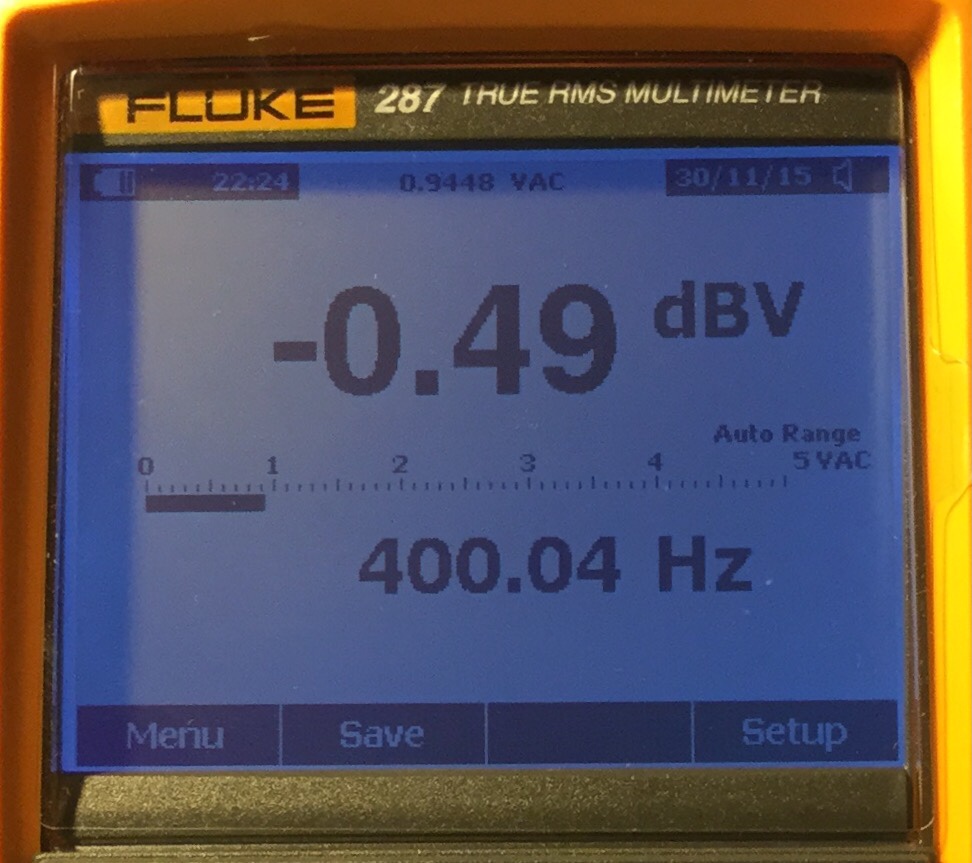 FLUKE 287 TRUE RMS MULTIMETER
22:24 0.9448 VAC 30/11/15
-0.49 dBV
Auto Range
0 1 2 3 4 5 VAC
400.04 Hz
Menu Save Setup